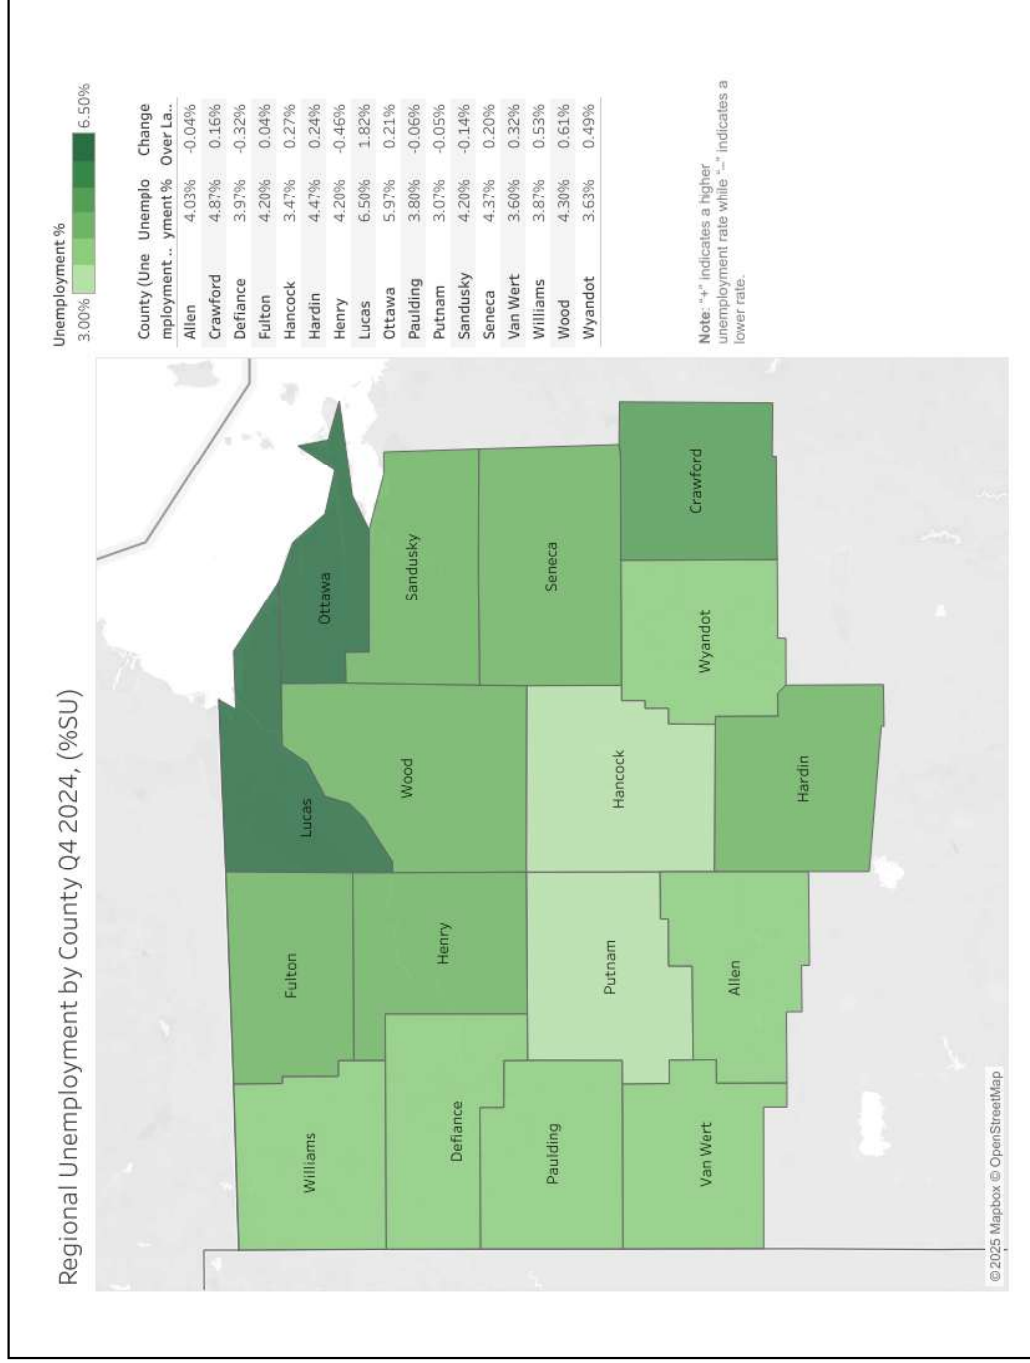 Regional Unemployment by County Q4 2024, (%SU)
Unemployment %
3.00% 6.50%
County (Une Unemplo Change
mployment .. yment % Over La..
Allen 4.03% -0.04%
Crawford 4.87% 0.16%
Defiance 3.97% -0.32%
Fulton 4.20% 0.04%
Hancock 3.47% 0.27%
Hardin 4.47% 0.24%
Henry 4.20% -0.46%
Lucas 6.50% 1.82%
Ottawa 5.97% 0.21%
Paulding 3.80% -0.06%
Putnam 3.07% -0.05%
Sandusky 4.20% -0.14%
Seneca 4.37% 0.20%
Van Wert 3.60% 0.32%
Williams 3.87% 0.53%
Wood 4.30% 0.61%
Wyandot 3.63% 0.49%
Note: "+" indicates a higher
unemployment rate while "–" indicates a
lower rate.
Williams
Fulton
Lucas
Ottawa
Defiance
Henry
Wood
Sandusky
Paulding
Putnam
Hancock
Seneca
Van Wert
Allen
Hardin
Wyandot
Crawford
© 2025 Mapbox © OpenStreetMap